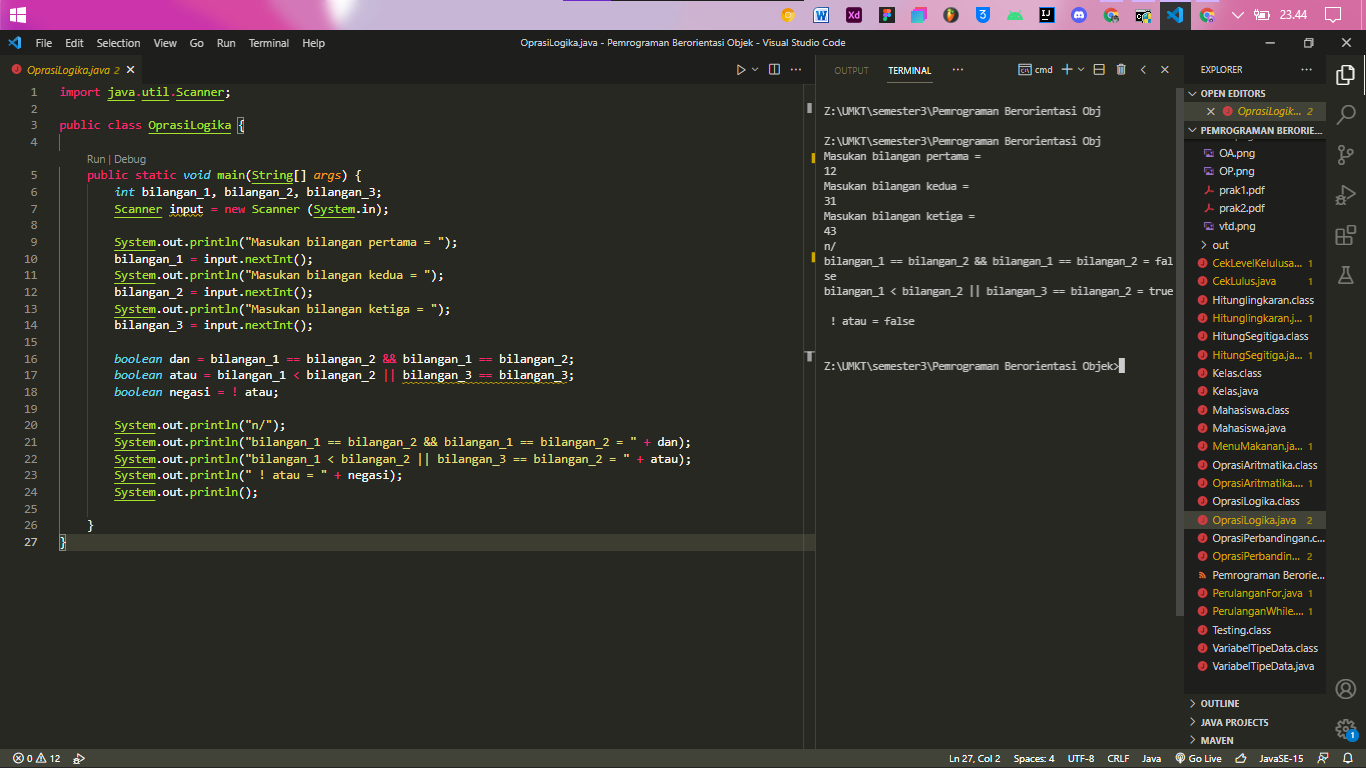 23.44
File Edit Selection View Go Run Terminal Help
OprasiLogika.java - Pemrograman Berorientasi Objek - Visual Studio Code
OprasiLogika.java 2
1 import java.util.Scanner;
2
3 public class OprasiLogika {
4
Run | Debug
5 public static void main(String[] args) {
6 int bilangan_1, bilangan_2, bilangan_3;
7 Scanner input = new Scanner (System.in);
8
9 System.out.println("Masukan bilangan pertama = ");
10 bilangan_1 = input.nextInt();
11 System.out.println("Masukan bilangan kedua = ");
12 bilangan_2 = input.nextInt();
13 System.out.println("Masukan bilangan ketiga = ");
14 bilangan_3 = input.nextInt();
15
16 boolean dan = bilangan_1 == bilangan_2 && bilangan_1 == bilangan_2;
17 boolean atau = bilangan_1 < bilangan_2 || bilangan_3 == bilangan_3;
18 boolean negasi = ! atau;
19
20 System.out.println("n/");
21 System.out.println("bilangan_1 == bilangan_2 && bilangan_1 == bilangan_2 = " + dan);
22 System.out.println("bilangan_1 < bilangan_2 || bilangan_3 == bilangan_2 = " + atau);
23 System.out.println(" ! atau = " + negasi);
24 System.out.println();
25
26 }
27 }
OUTPUT TERMINAL ... cmd
Z:\UMKT\semester3\Pemrograman Berorientasi Obj
Z:\UMKT\semester3\Pemrograman Berorientasi Obj
Masukan bilangan pertama =
12
Masukan bilangan kedua =
31
Masukan bilangan ketiga =
43
n/
bilangan_1 == bilangan_2 && bilangan_1 == bilangan_2 = fal
se
bilangan_1 < bilangan_2 || bilangan_3 == bilangan_2 = true
! atau = false
Z:\UMKT\semester3\Pemrograman Berorientasi Objek>
EXPLORER
OPEN EDITORS
OprasiLogik... 2
PEMROGRAMAN BERORIE...
OA.png
OP.png
prak1.pdf
prak2.pdf
vtd.png
out
CekLevelKelulusa... 1
CekLulus.java 1
Hitunglingkaran.class
Hitunglingkaran.j... 1
HitungSegitiga.class
HitungSegitiga.ja... 1
Kelas.class
Kelas.java
Mahasiswa.class
Mahasiswa.java
MenuMakanan.ja... 1
OprasiAritmatika.class
OprasiAritmatika.... 1
OprasiLogika.class
OprasiLogika.java 2
OprasiPerbandingan.c...
OprasiPerbandin... 2
Pemrograman Berorie...
PerulanganFor.java 1
PerulanganWhile.... 1
Testing.class
VariabelTipeData.class
VariabelTipeData.java
OUTLINE
JAVA PROJECTS
MAVEN
1
0 12
Ln 27, Col 2 Spaces: 4 UTF-8 CRLF Java Go Live JavaSE-15